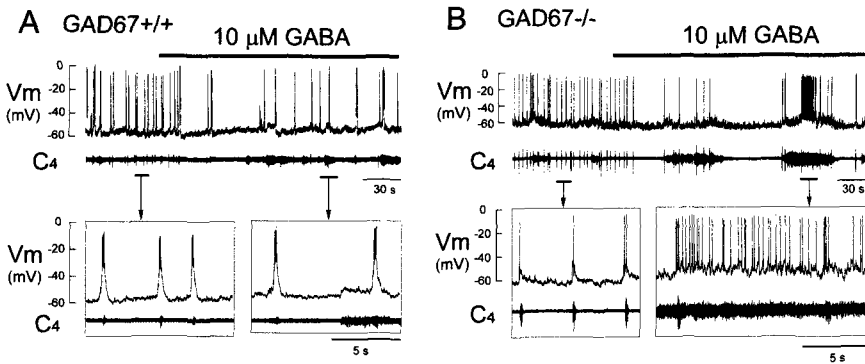 A GAD67+/+
10 μM GABA
0
-20
Vm
(mV)
-40
-60
C4
30 s
0
-20
Vm
(mV)
-40
-60
C4
5 s
B GAD67-/-
10 μM GABA
0
-20
Vm
(mV)
-40
-60
C4
30 s
0
-20
Vm
(mV)
-40
-60
C4
5 s